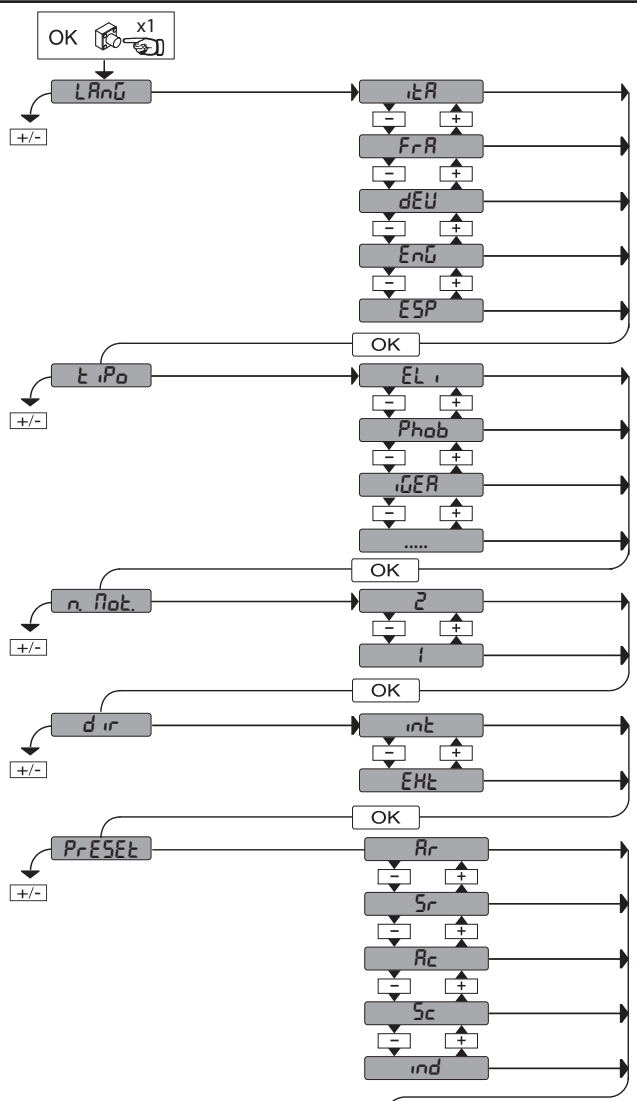 OK x1
LAnG
itA
- +
+/-
FrA
- +
dEU
- +
EnG
- +
ESP
OK
tiPo
ELi
- +
+/-
Phob
- +
iGEA
- +
.....
OK
n. Mot.
2
- +
+/-
1
OK
dir
int
- +
+/-
EHt
OK
PrESEt
Ar
- +
+/-
Sr
- +
Ac
- +
Sc
- +
ind